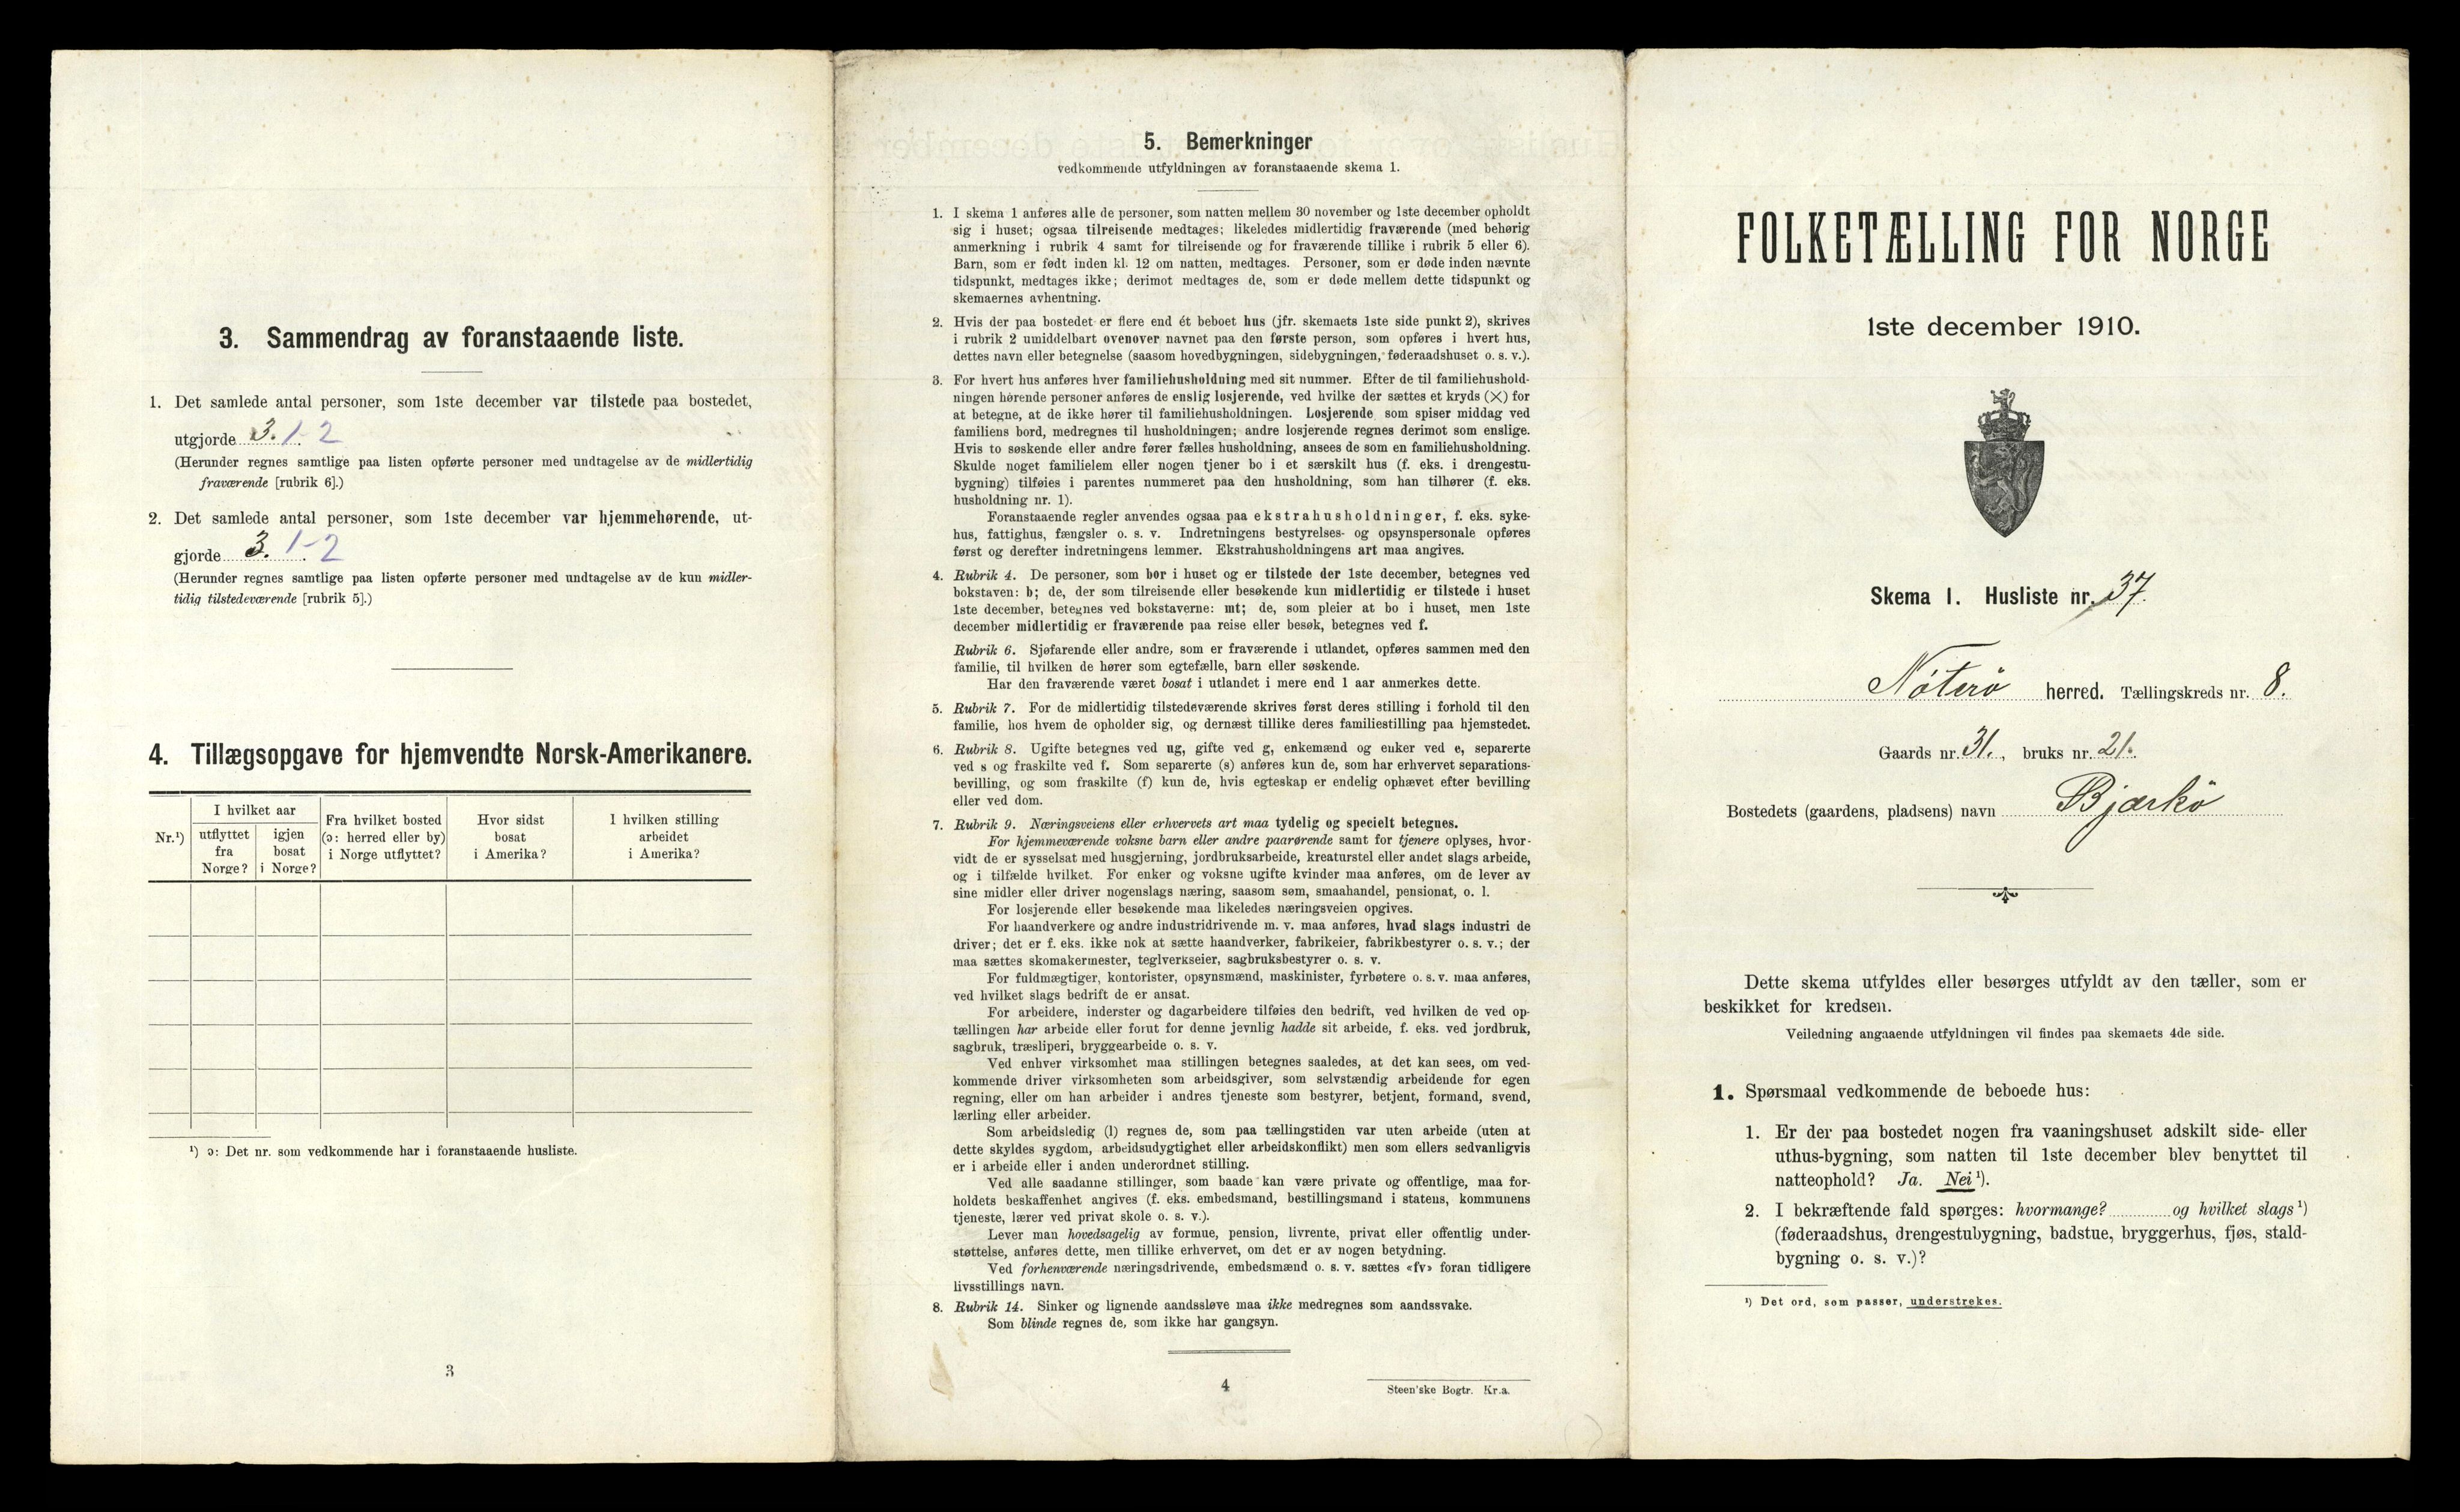 3. Sammendrag av foranstaaende liste.
1. Det samlede antal personer, som 1ste december var tilstede paa bostedet,
utgjorde 3. 1-2
(Herunder regnes samtlige paa listen opførte personer med undtagelse av de midlertidig
fraværende [rubrik 6].)
2. Det samlede antal personer, som 1ste december var hjemmehørende, ut-
gjorde 3. 1-2
(Herunder regnes samtlige paa listen opførte personer med undtagelse av de kun midler-
tidig tilstedeværende [rubrik 5].)
4. Tillægsopgave for hjemvendte Norsk-Amerikanere.
Nr.¹)
I hvilket aar
utflyttet
fra
Norge?
igjen
bosat
i Norge?
Fra hvilket bosted
(ɔ: herred eller by)
i Norge utflyttet?
Hvor sidst
bosat
i Amerika?
I hvilken stilling
arbeidet
i Amerika?
¹) ɔ: Det nr. som vedkommende har i foranstaaende husliste.
3
5. Bemerkninger
vedkommende utfyldningen av foranstaaende skema 1.
1. I skema 1 anføres alle de personer, som natten mellem 30 november og 1ste december opholdt
sig i huset; ogsaa tilreisende medtages; likeledes midlertidig fraværende (med behørig
anmerkning i rubrik 4 samt for tilreisende og for fraværende tillike i rubrik 5 eller 6).
Barn, som er født inden kl. 12 om natten, medtages. Personer, som er døde inden nævnte
tidspunkt, medtages ikke; derimot medtages de, som er døde mellem dette tidspunkt og
skemaernes avhentning.
2. Hvis der paa bostedet er flere end ét beboet hus (jfr. skemaets 1ste side punkt 2), skrives
i rubrik 2 umiddelbart ovenover navnet paa den første person, som opføres i hvert hus,
dettes navn eller betegnelse (saasom hovedbygningen, sidebygningen, føderaadshuset o. s. v.).
3. For hvert hus anføres hver familiehusholdning med sit nummer. Efter de til familiehushold-
ningen hørende personer anføres de enslig losjerende, ved hvilke der sættes et kryds (×) for
at betegne, at de ikke hører til familiehusholdningen. Losjerende som spiser middag ved
familiens bord, medregnes til husholdningen; andre losjerende regnes derimot som enslige.
Hvis to søskende eller andre fører fælles husholdning, ansees de som en familiehusholdning.
Skulde noget familielem eller nogen tjener bo i et særskilt hus (f. eks. i drengestu-
bygning) tilføies i parentes nummeret paa den husholdning, som han tilhører (f. eks.
husholdning nr. 1).
Foranstaaende regler anvendes ogsaa paa ekstrahusholdninger, f. eks. syke-
hus, fattighus, fængsler o. s. v. Indretningens bestyrelses- og opsynspersonale opføres
først og derefter indretningens lemmer. Ekstrahusholdningens art maa angives.
4. Rubrik 4. De personer, som bor i huset og er tilstede der 1ste december, betegnes ved
bokstaven: b; de, der som tilreisende eller besøkende kun midlertidig er tilstede i huset
1ste december, betegnes ved bokstaverne: mt; de, som pleier at bo i huset, men 1ste
december midlertidig er fraværende paa reise eller besøk, betegnes ved f.
Rubrik 6. Sjøfarende eller andre, som er fraværende i utlandet, opføres sammen med den
familie, til hvilken de hører som egtefælle, barn eller søskende.
Har den fraværende været bosat i utlandet i mere end 1 aar anmerkes dette.
5. Rubrik 7. For de midlertidig tilstedeværende skrives først deres stilling i forhold til den
familie, hos hvem de opholder sig, og dernæst tillike deres familiestilling paa hjemstedet.
6. Rubrik 8. Ugifte betegnes ved ug, gifte ved g, enkemænd og enker ved e, separerte
ved s og fraskilte ved f. Som separerte (s) anføres kun de, som har erhvervet separations-
bevilling, og som fraskilte (f) kun de, hvis egteskap er endelig ophævet efter bevilling
eller ved dom.
7. Rubrik 9. Næringsveiens eller erhvervets art maa tydelig og specielt betegnes.
For hjemmeværende voksne barn eller andre paarørende samt for tjenere oplyses, hvor-
vidt de er sysselsat med husgjerning, jordbruksarbeide, kreaturstel eller andet slags arbeide,
og i tilfælde hvilket. For enker og voksne ugifte kvinder maa anføres, om de lever av
sine midler eller driver nogenslags næring, saasom søm, smaahandel, pensionat, o. l.
For losjerende eller besøkende maa likeledes næringsveien opgives.
For haandverkere og andre industridrivende m. v. maa anføres, hvad slags industri de
driver; det er f. eks. ikke nok at sætte haandverker, fabrikeier, fabrikbestyrer o. s. v.; der
maa sættes skomakermester, teglverkseier, sagbruksbestyrer o. s. v.
For fuldmægtiger, kontorister, opsynsmænd, maskinister, fyrbøtere o. s. v. maa anføres,
ved hvilket slags bedrift de er ansat.
For arbeidere, inderster og dagarbeidere tilføies den bedrift, ved hvilken de ved op-
tællingen har arbeide eller forut for denne jevnlig hadde sit arbeide, f. eks. ved jordbruk,
sagbruk, træsliperi, bryggearbeide o. s. v.
Ved enhver virksomhet maa stillingen betegnes saaledes, at det kan sees, om ved-
kommende driver virksomheten som arbeidsgiver, som selvstændig arbeidende for egen
regning, eller om han arbeider i andres tjeneste som bestyrer, betjent, formand, svend,
lærling eller arbeider.
Som arbeidsledig (l) regnes de, som paa tællingstiden var uten arbeide (uten at
dette skyldes sygdom, arbeidsudygtighet eller arbeidskonflikt) men som ellers sedvanligvis
er i arbeide eller i anden underordnet stilling.
Ved alle saadanne stillinger, som baade kan være private og offentlige, maa for-
holdets beskaffenhet angives (f. eks. embedsmand, bestillingsmand i statens, kommunens
tjeneste, lærer ved privat skole o. s. v.).
Lever man hovedsagelig av formue, pension, livrente, privat eller offentlig under-
støttelse, anføres dette, men tillike erhvervet, om det er av nogen betydning.
Ved forhenværende næringsdrivende, embedsmænd o. s. v. sættes «fv» foran tidligere
livsstillings navn.
8. Rubrik 14. Sinker og lignende aandssløve maa ikke medregnes som aandssvake.
Som blinde regnes de, som ikke har gangsyn.
4
Steen'ske Bogtr. Kr.a.
FOLKETÆLLING FOR NORGE
1ste december 1910.
Skema 1. Husliste nr. 37.
Nøterö herred. Tællingskreds nr. 8.
Gaards nr. 31., bruks nr. 21.
Bostedets (gaardens, pladsens) navn Bjærkö
Dette skema utfyldes eller besørges utfyldt av den tæller, som er
beskikket for kredsen.
Veiledning angaaende utfyldningen vil findes paa skemaets 4de side.
1. Spørsmaal vedkommende de beboede hus:
1. Er der paa bostedet nogen fra vaaningshuset adskilt side- eller
uthus-bygning, som natten til 1ste december blev benyttet til
natteophold? Ja. Nei ¹).
2. I bekræftende fald spørges: hvormange? og hvilket slags ¹)
(føderaadshus, drengestubygning, badstue, bryggerhus, fjøs, stald-
bygning o. s. v.)?
¹) Det ord, som passer, understrekes.